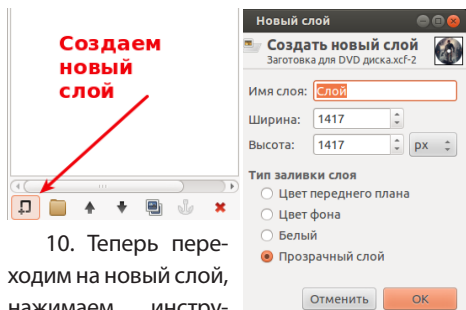 Создаем
новый
слой
10. Теперь пере-
ходим на новый слой,
нажимаем инстру-
Новый слой
Создать новый слой
Заготовка для DVD диска.xcf-2
Имя слоя: Слой
Ширина: 1417
Высота: 1417 px
Тип заливки слоя
Цвет переднего плана
Цвет фона
Белый
Прозрачный слой
Отменить OK